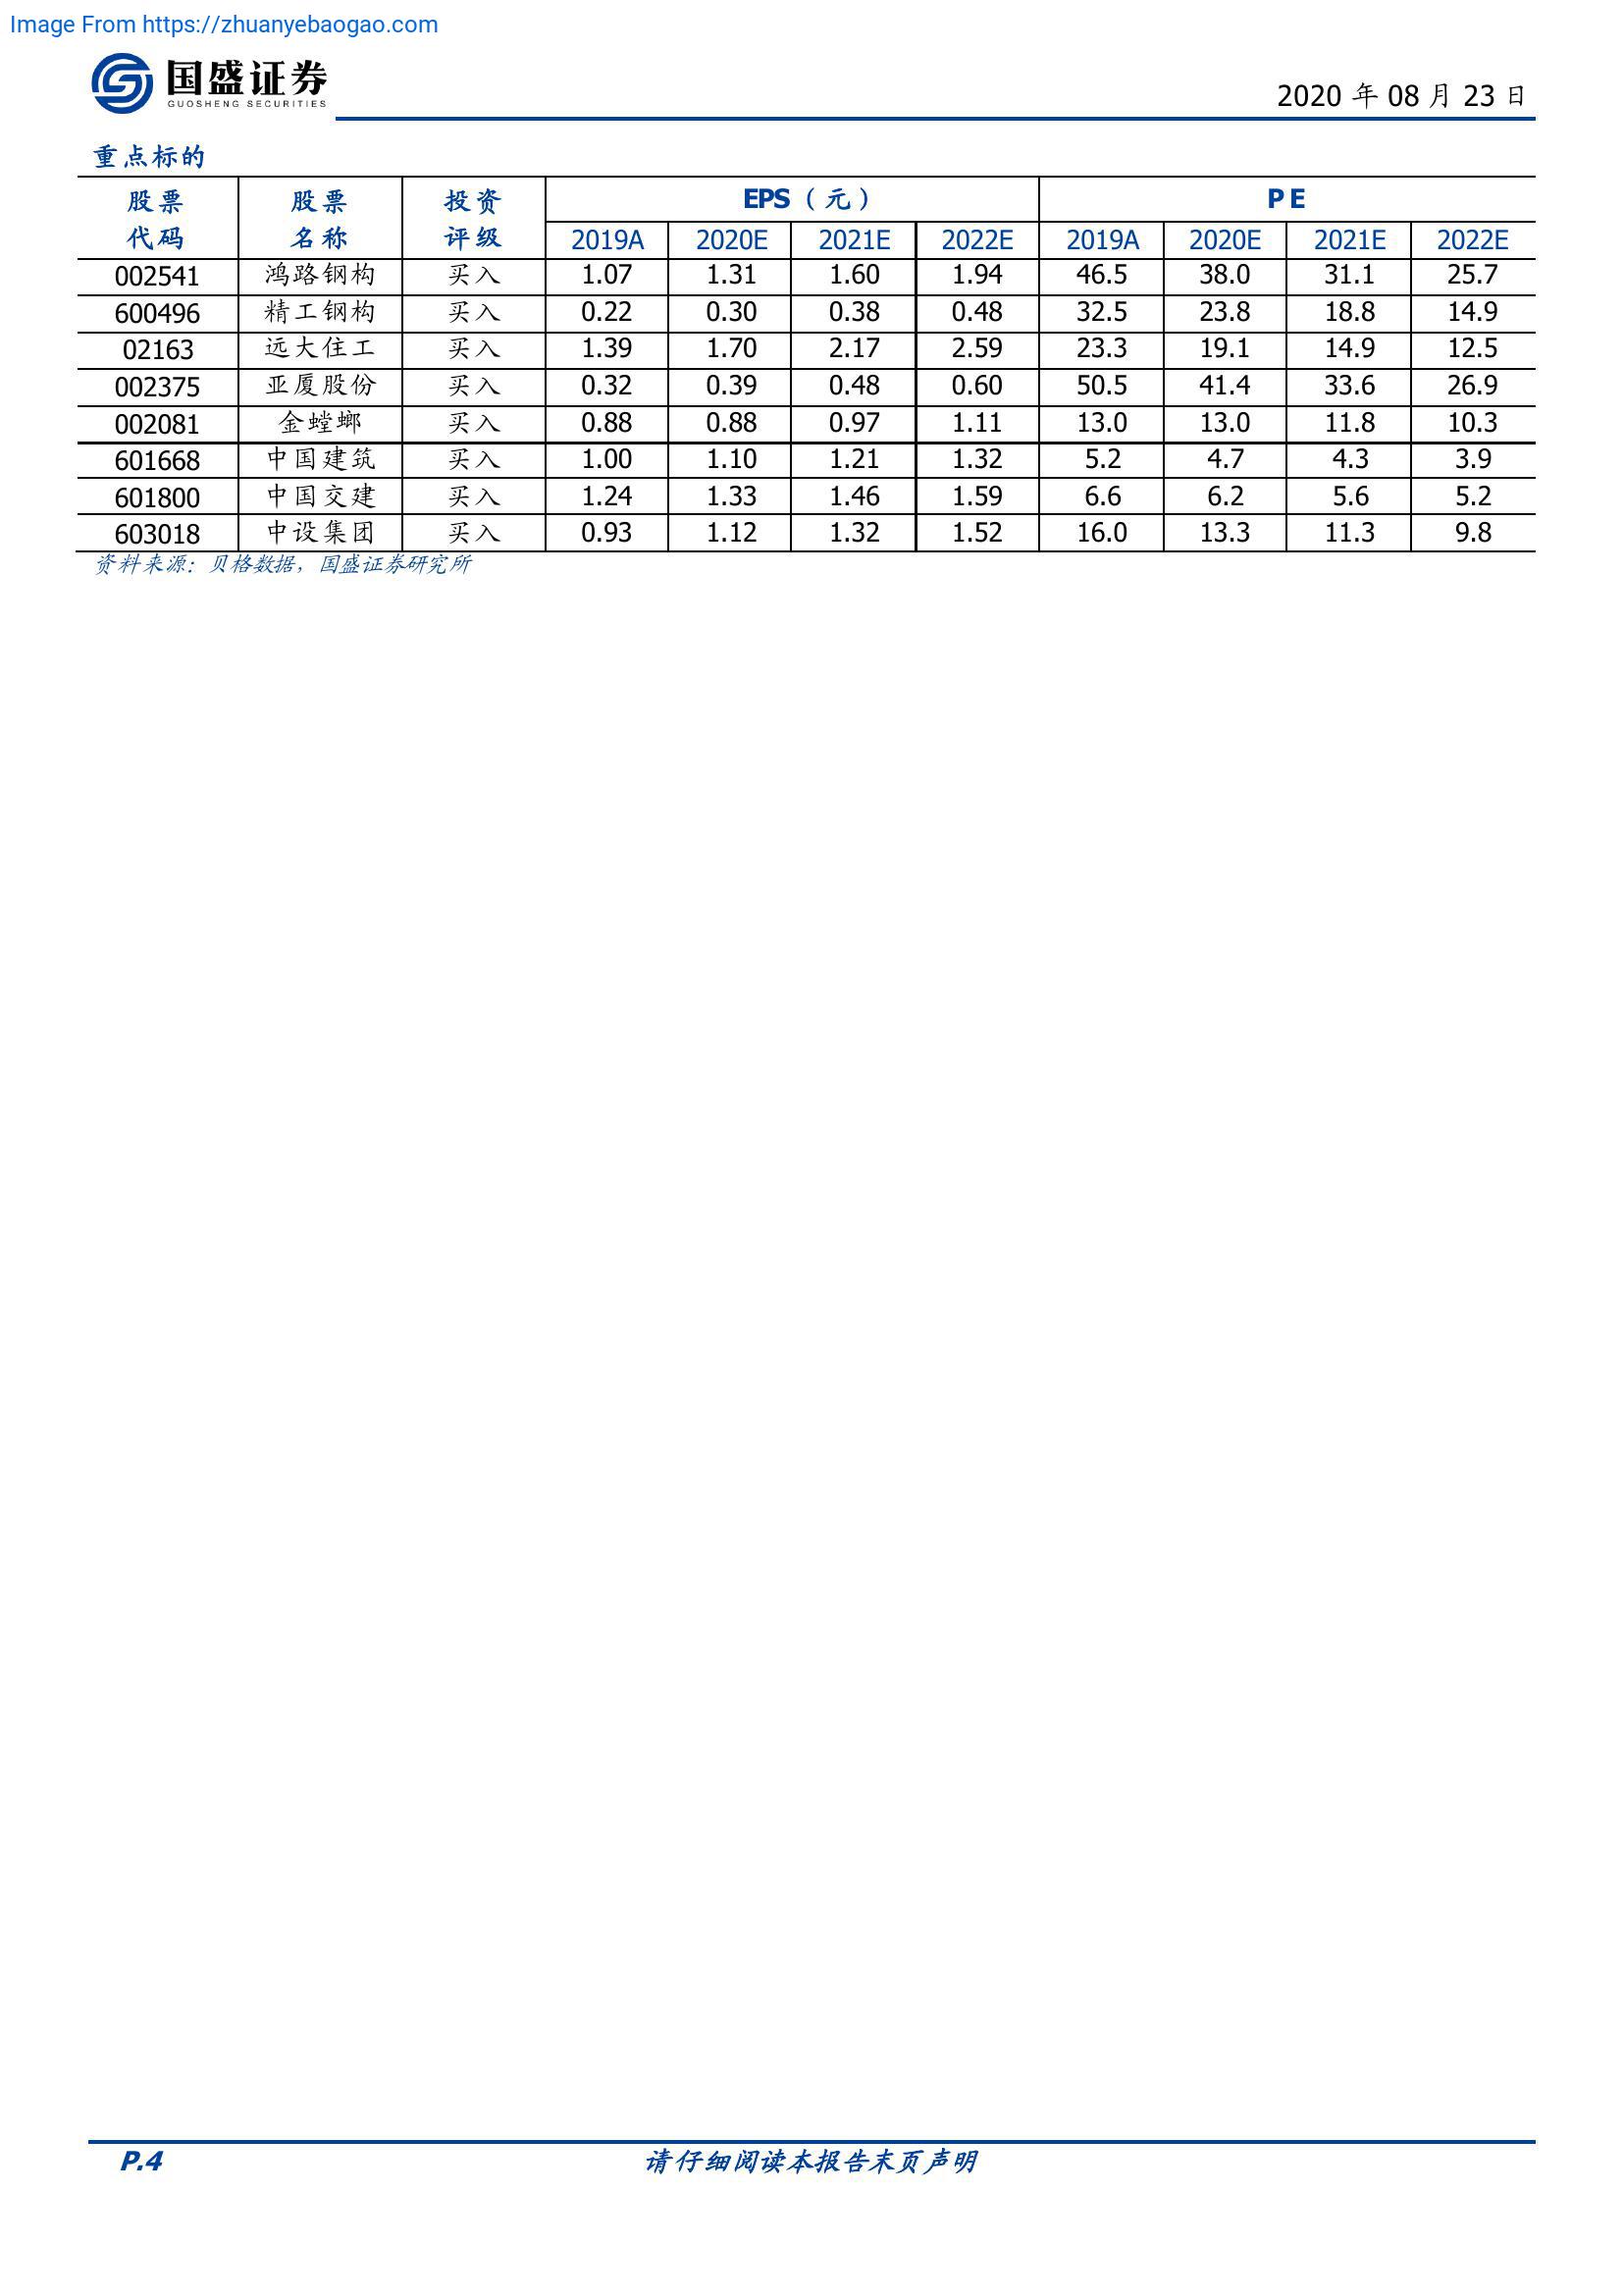 Image From https://zhuanyebaogao.com
国盛证券
GUOSHENG SECURITIES
2020 年 08 月 23 日
重点标的
股票 股票 投资 EPS（元） PE
代码 名称 评级 2019A 2020E 2021E 2022E 2019A 2020E 2021E 2022E
002541 鸿路钢构 买入 1.07 1.31 1.60 1.94 46.5 38.0 31.1 25.7
600496 精工钢构 买入 0.22 0.30 0.38 0.48 32.5 23.8 18.8 14.9
02163 远大住工 买入 1.39 1.70 2.17 2.59 23.3 19.1 14.9 12.5
002375 亚厦股份 买入 0.32 0.39 0.48 0.60 50.5 41.4 33.6 26.9
002081 金螳螂 买入 0.88 0.88 0.97 1.11 13.0 13.0 11.8 10.3
601668 中国建筑 买入 1.00 1.10 1.21 1.32 5.2 4.7 4.3 3.9
601800 中国交建 买入 1.24 1.33 1.46 1.59 6.6 6.2 5.6 5.2
603018 中设集团 买入 0.93 1.12 1.32 1.52 16.0 13.3 11.3 9.8
资料来源：贝格数据，国盛证券研究所
P.4 请仔细阅读本报告末页声明